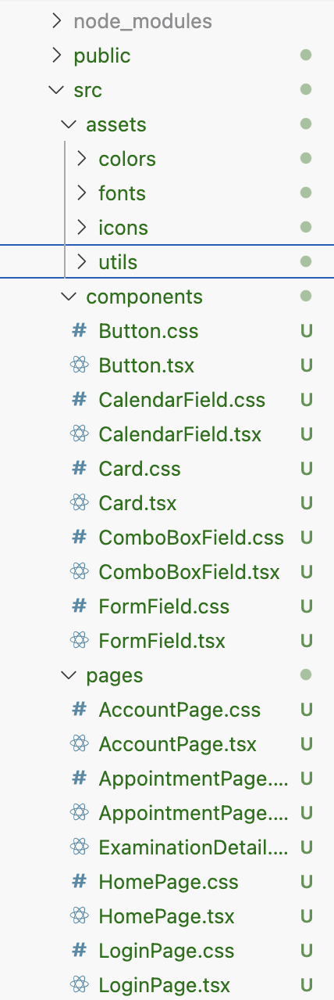 node_modules
public
src
assets
colors
fonts
icons
utils
components
# Button.css U
Button.tsx U
# CalendarField.css U
CalendarField.tsx U
# Card.css U
Card.tsx U
# ComboBoxField.css U
ComboBoxField.tsx U
# FormField.css U
FormField.tsx U
pages
# AccountPage.css U
AccountPage.tsx U
# AppointmentPage.... U
AppointmentPage.... U
ExaminationDetail.... U
# HomePage.css U
HomePage.tsx U
# LoginPage.css U
LoginPage.tsx U